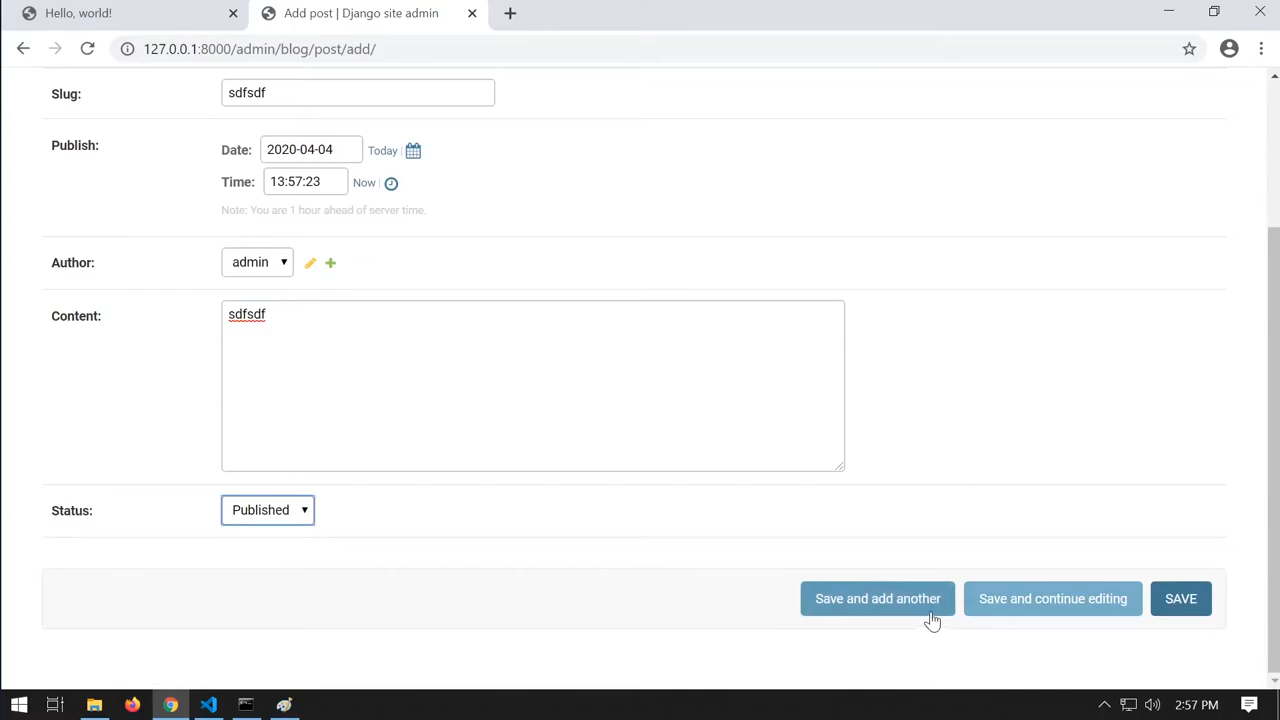 Hello, world!
Add post | Django site admin
127.0.0.1:8000/admin/blog/post/add/
Slug:
sdfsdf
Publish:
Date:
2020-04-04
Today
Time:
13:57:23
Now
Note: You are 1 hour ahead of server time.
Author:
admin
Content:
sdfsdf
Status:
Published
Save and add another
Save and continue editing
SAVE
2:57 PM